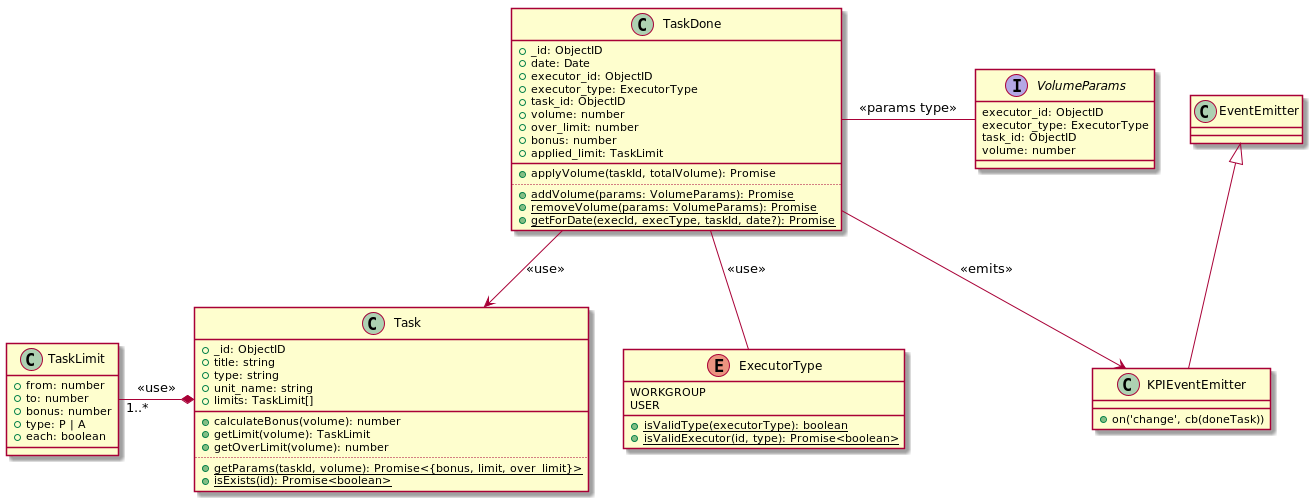 C TaskDone
_id: ObjectID
date: Date
executor_id: ObjectID
executor_type: ExecutorType
task_id: ObjectID
volume: number
over_limit: number
bonus: number
applied_limit: TaskLimit
applyVolume(taskId, totalVolume): Promise
addVolume(params: VolumeParams): Promise
removeVolume(params: VolumeParams): Promise
getForDate(execId, execType, taskId, date?): Promise
«params type»
I VolumeParams
executor_id: ObjectID
executor_type: ExecutorType
task_id: ObjectID
volume: number
C EventEmitter
«use»
«use»
«emits»
C TaskLimit
from: number
to: number
bonus: number
type: P | A
each: boolean
«use»
1..*
C Task
_id: ObjectID
title: string
type: string
unit_name: string
limits: TaskLimit[]
calculateBonus(volume): number
getLimit(volume): TaskLimit
getOverLimit(volume): number
getParams(taskId, volume): Promise<{bonus, limit, over_limit}>
isExists(id): Promise<boolean>
E ExecutorType
WORKGROUP
USER
isValidType(executorType): boolean
isValidExecutor(id, type): Promise<boolean>
C KPIEventEmitter
on('change', cb(doneTask))